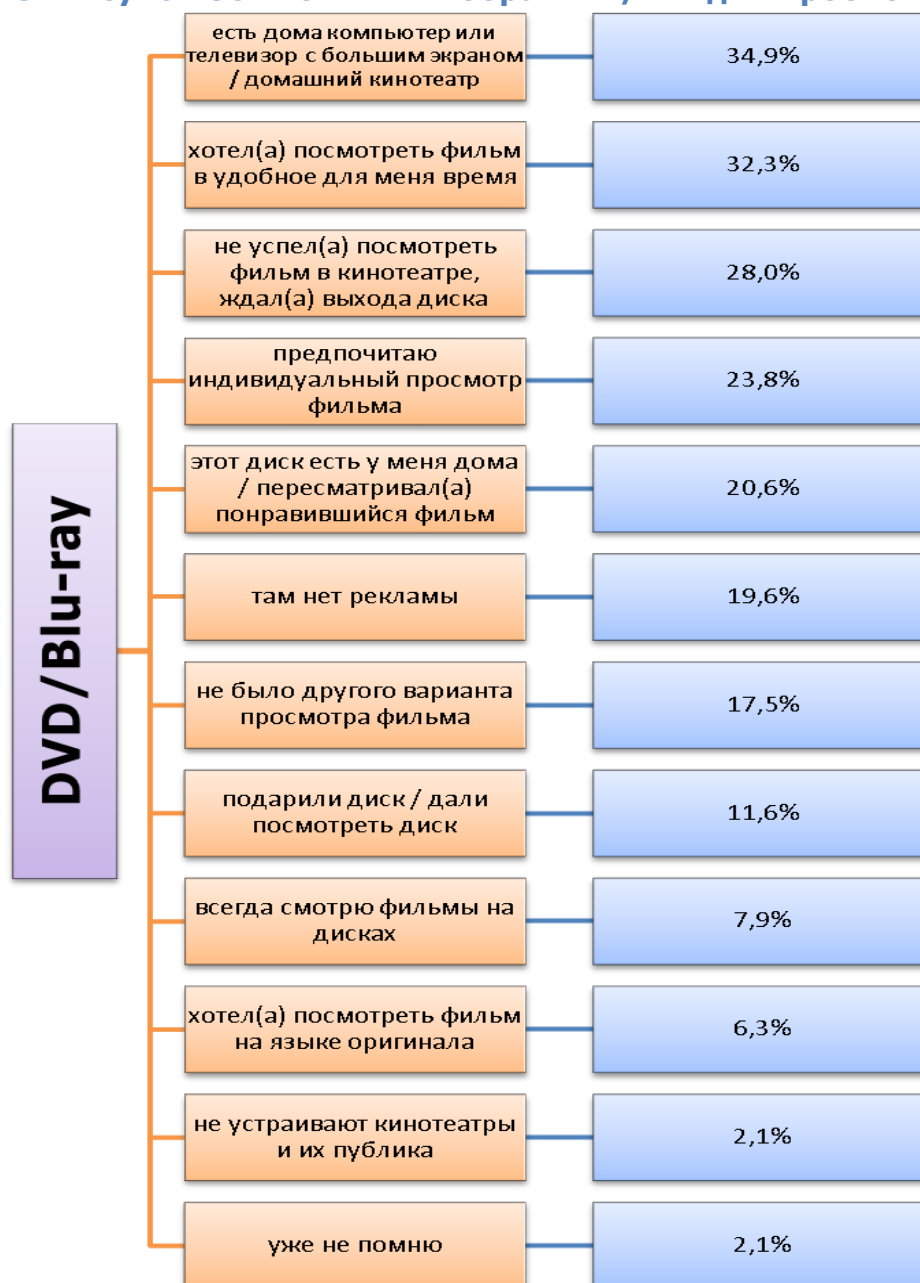 есть дома компьютер или
телевизор с большим экраном
/ домашний кинотеатр
34,9%
хотел(а) посмотреть фильм
в удобное для меня время
32,3%
не успел(а) посмотреть
фильм в кинотеатре,
ждал(а) выхода диска
28,0%
предпочитаю
индивидуальный просмотр
фильма
23,8%
этот диск есть у меня дома
/ пересматривал(а)
понравившийся фильм
20,6%
там нет рекламы
19,6%
DVD/Blu-ray
не было другого варианта
просмотра фильма
17,5%
подарили диск / дали
посмотреть диск
11,6%
всегда смотрю фильмы на
дисках
7,9%
хотел(а) посмотреть фильм
на языке оригинала
6,3%
не устраивают кинотеатры
и их публика
2,1%
уже не помню
2,1%